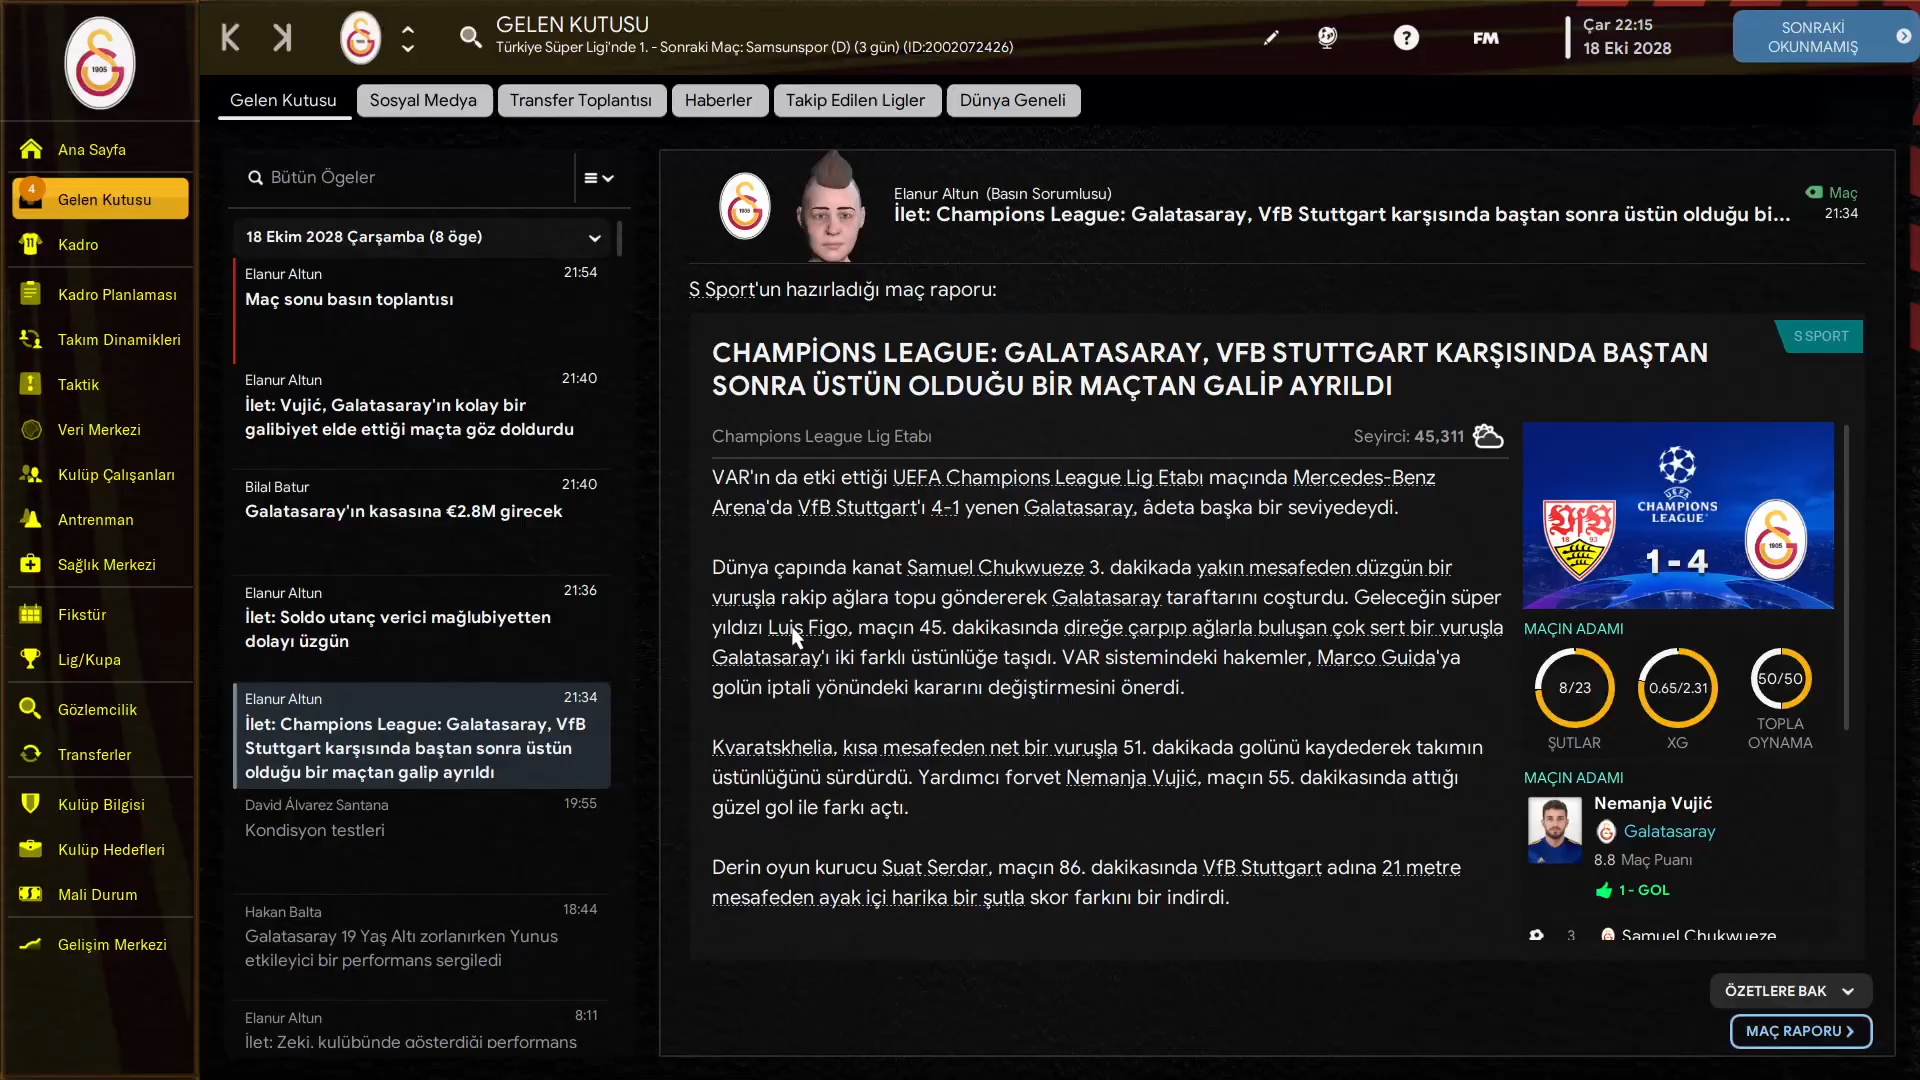 GELEN KUTUSU
Türkiye Süper Ligi'nde 1. - Sonraki Maç: Samsunspor (D) (3 gün) (ID:2002072426)
?
FM
Çar 22:15
18 Eki 2028
SONRAKİ
OKUNMAMIŞ
1905
Gelen Kutusu
Sosyal Medya
Transfer Toplantısı
Haberler
Takip Edilen Ligler
Dünya Geneli
Ana Sayfa
4
Gelen Kutusu
11
Kadro
Kadro Planlaması
Takım Dinamikleri
Taktik
Veri Merkezi
Kulüp Çalışanları
Antrenman
Sağlık Merkezi
Fikstür
Lig/Kupa
Gözlemcilik
Transferler
Kulüp Bilgisi
Kulüp Hedefleri
Mali Durum
Gelişim Merkezi
Bütün Ögeler
18 Ekim 2028 Çarşamba (8 öge)
Elanur Altun 21:54
Maç sonu basın toplantısı
Elanur Altun 21:40
İlet: Vujić, Galatasaray'ın kolay bir
galibiyet elde ettiği maçta göz doldurdu
Bilal Batur 21:40
Galatasaray'ın kasasına €2.8M girecek
Elanur Altun 21:36
İlet: Soldo utanç verici mağlubiyetten
dolayı üzgün
Elanur Altun 21:34
İlet: Champions League: Galatasaray, VfB
Stuttgart karşısında baştan sonra üstün
olduğu bir maçtan galip ayrıldı
David Álvarez Santana 19:55
Kondisyon testleri
Hakan Balta 18:44
Galatasaray 19 Yaş Altı zorlanırken Yunus
etkileyici bir performans sergiledi
Elanur Altun 8:11
İlet: Zeki, kulübünde gösterdiği performans
Elanur Altun (Basın Sorumlusu)
İlet: Champions League: Galatasaray, VfB Stuttgart karşısında baştan sonra üstün olduğu bi...
Maç
21:34
S Sport'un hazırladığı maç raporu:
S SPORT
CHAMPİONS LEAGUE: GALATASARAY, VFB STUTTGART KARŞISINDA BAŞTAN
SONRA ÜSTÜN OLDUĞU BİR MAÇTAN GALİP AYRILDI
Champions League Lig Etabı
Seyirci: 45,311
VAR'ın da etki ettiği UEFA Champions League Lig Etabı maçında Mercedes-Benz
Arena'da VfB Stuttgart'ı 4-1 yenen Galatasaray, âdeta başka bir seviyedeydi.
Dünya çapında kanat Samuel Chukwueze 3. dakikada yakın mesafeden düzgün bir
vuruşla rakip ağlara topu göndererek Galatasaray taraftarını coşturdu. Geleceğin süper
yıldızı Luis Figo, maçın 45. dakikasında direğe çarpıp ağlarla buluşan çok sert bir vuruşla
Galatasaray'ı iki farklı üstünlüğe taşıdı. VAR sistemindeki hakemler, Marco Guida'ya
golün iptali yönündeki kararını değiştirmesini önerdi.
Kvaratskhelia, kısa mesafeden net bir vuruşla 51. dakikada golünü kaydederek takımın
üstünlüğünü sürdürdü. Yardımcı forvet Nemanja Vujić, maçın 55. dakikasında attığı
güzel gol ile farkı açtı.
Derin oyun kurucu Suat Serdar, maçın 86. dakikasında VfB Stuttgart adına 21 metre
mesafeden ayak içi harika bir şutla skor farkını bir indirdi.
UEFA
CHAMPIONS
LEAGUE
VfB
18 93
1905
1 - 4
MAÇIN ADAMI
8/23
0.65/2.31
50/50
ŞUTLAR
XG
TOPLA
OYNAMA
MAÇIN ADAMI
Nemanja Vujić
Galatasaray
8.8 Maç Puanı
1 - GOL
3 Samuel Chukwueze
ÖZETLERE BAK
MAÇ RAPORU